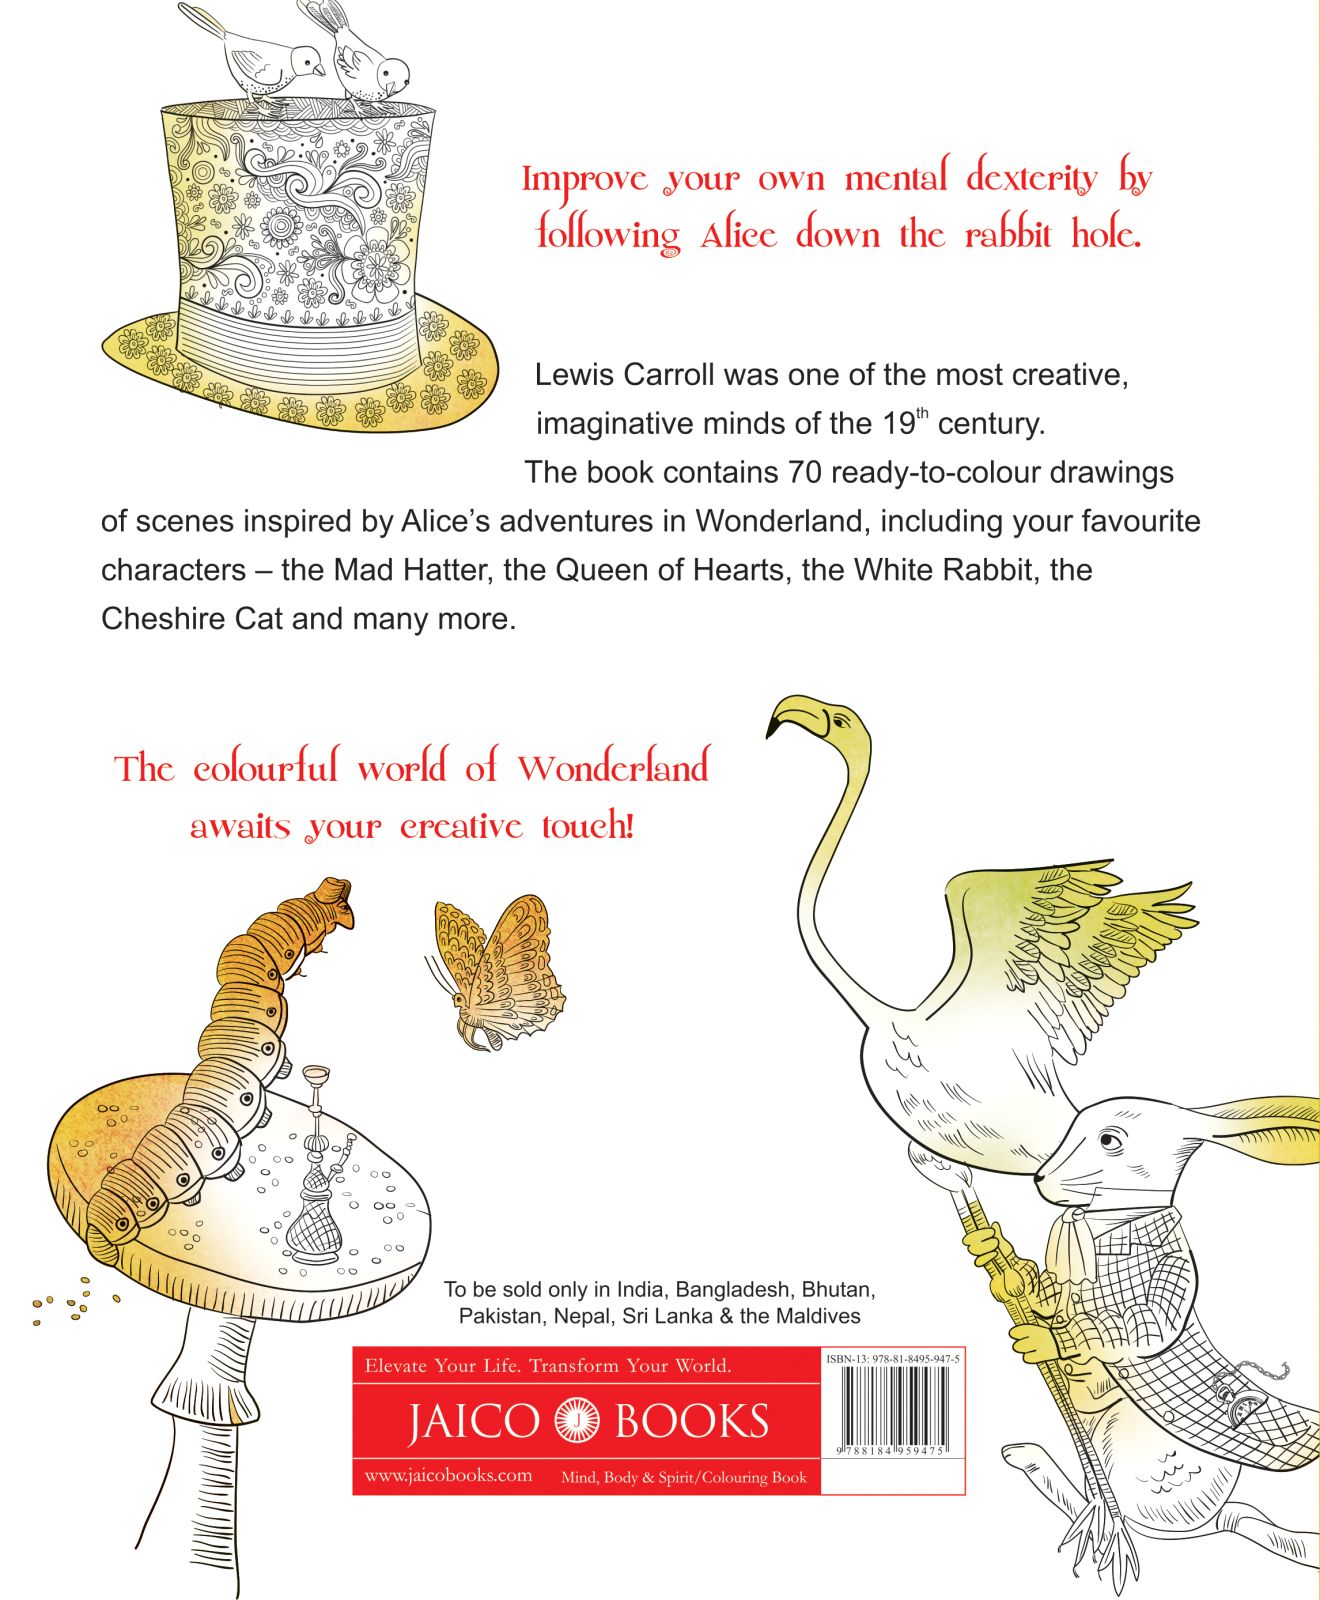 Improve your own mental dexterity by
following Alice down the rabbit hole.
Lewis Carroll was one of the most creative,
imaginative minds of the 19th century.
The book contains 70 ready-to-colour drawings
of scenes inspired by Alice’s adventures in Wonderland, including your favourite
characters – the Mad Hatter, the Queen of Hearts, the White Rabbit, the
Cheshire Cat and many more.
The colourful world of Wonderland
awaits your creative touch!
To be sold only in India, Bangladesh, Bhutan,
Pakistan, Nepal, Sri Lanka & the Maldives
Elevate Your Life. Transform Your World.
JAICO J BOOKS
www.jaicobooks.com Mind, Body & Spirit/Colouring Book
ISBN-13: 978-81-8495-947-5
9 788184 959475